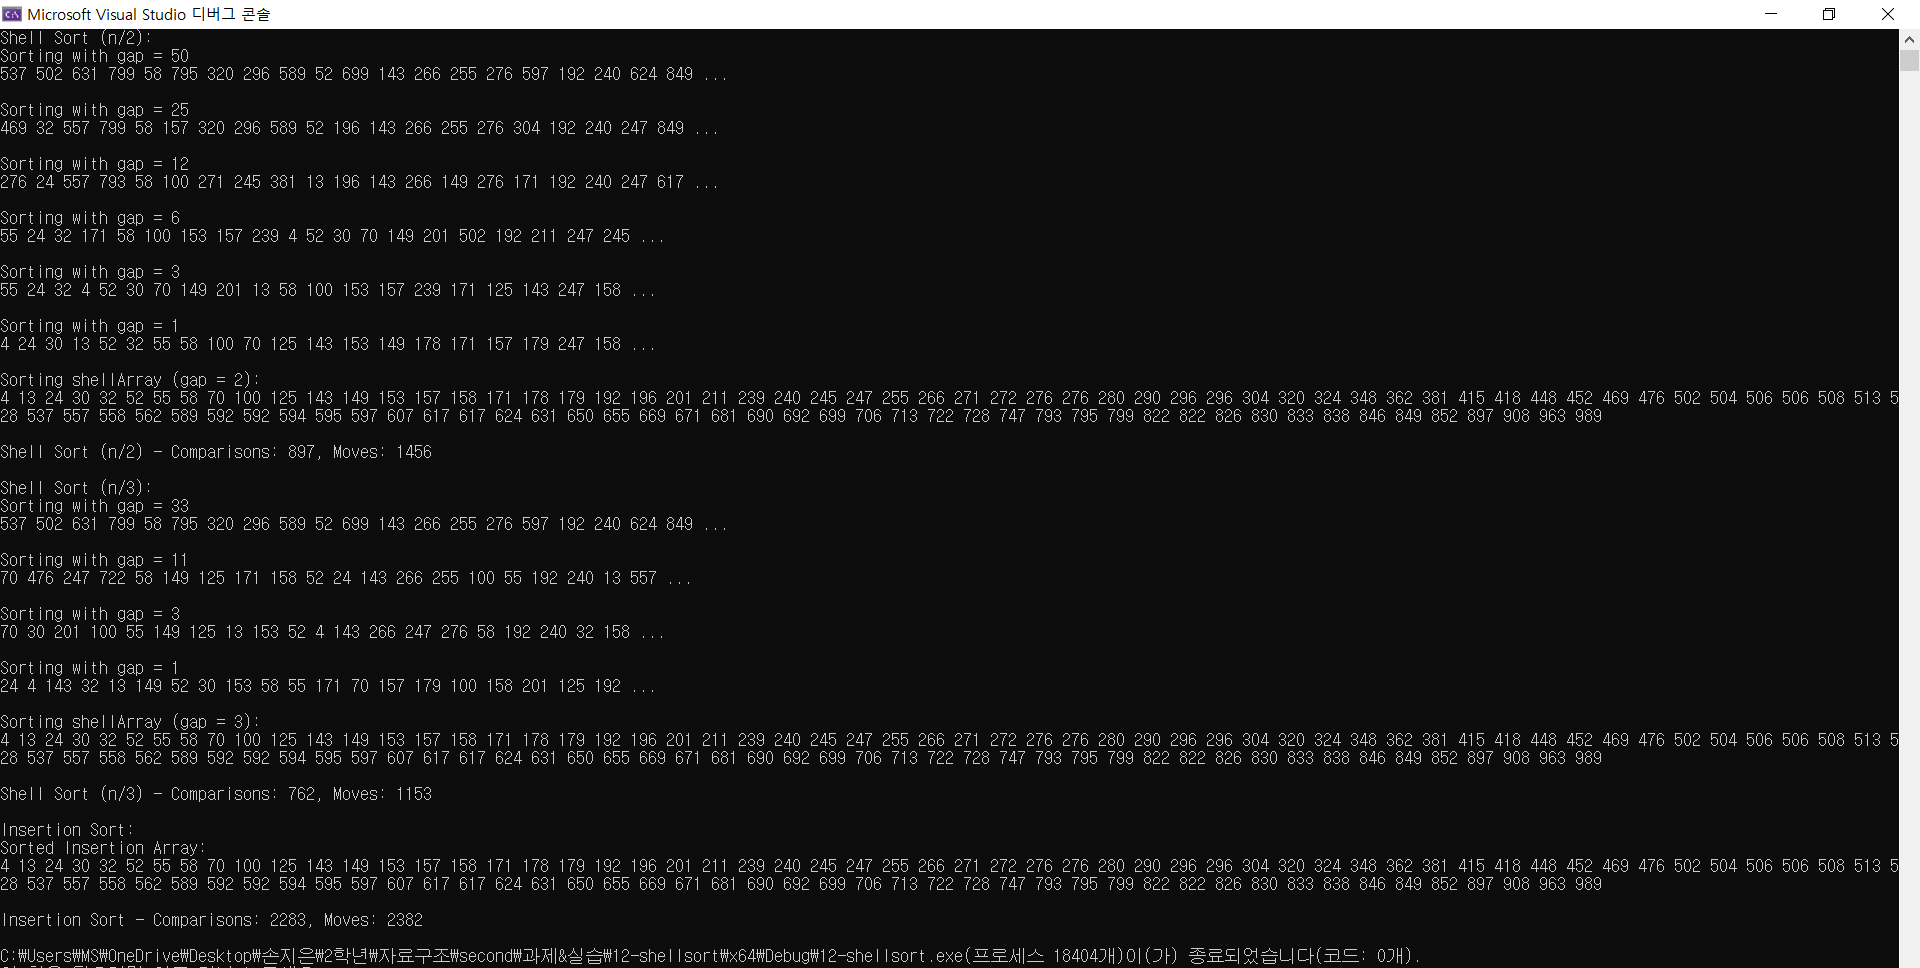 Microsoft Visual Studio 디버그 콘솔
Shell Sort (n/2):
Sorting with gap = 50
537 502 631 799 58 795 320 296 589 52 699 143 266 255 276 597 192 240 624 849 ...
Sorting with gap = 25
469 32 557 799 58 157 320 296 589 52 196 143 266 255 276 304 192 240 247 849 ...
Sorting with gap = 12
276 24 557 793 58 100 271 245 381 13 196 143 266 149 276 171 192 240 247 617 ...
Sorting with gap = 6
55 24 32 171 58 100 153 157 239 4 52 30 70 149 201 502 192 211 247 245 ...
Sorting with gap = 3
55 24 32 4 52 30 70 149 201 13 58 100 153 157 239 171 125 143 247 158 ...
Sorting with gap = 1
4 24 30 13 52 32 55 58 100 70 125 143 153 149 178 171 157 179 247 158 ...
Sorting shellArray (gap = 2):
4 13 24 30 32 52 55 58 70 100 125 143 149 153 157 158 171 178 179 192 196 201 211 239 240 245 247 255 266 271 272 276 276 280 290 296 296 304 320 324 348 362 381 415 418 448 452 469 476 502 504 506 506 508 513 5
28 537 557 558 562 589 592 592 594 595 597 607 617 617 624 631 650 655 669 671 681 690 692 699 706 713 722 728 747 793 795 799 822 822 826 830 833 838 846 849 852 897 908 963 989
Shell Sort (n/2) - Comparisons: 897, Moves: 1456
Shell Sort (n/3):
Sorting with gap = 33
537 502 631 799 58 795 320 296 589 52 699 143 266 255 276 597 192 240 624 849 ...
Sorting with gap = 11
70 476 247 722 58 149 125 171 158 52 24 143 266 255 100 55 192 240 13 557 ...
Sorting with gap = 3
70 30 201 100 55 149 125 13 153 52 4 143 266 247 276 58 192 240 32 158 ...
Sorting with gap = 1
24 4 143 32 13 149 52 30 153 58 55 171 70 157 179 100 158 201 125 192 ...
Sorting shellArray (gap = 3):
4 13 24 30 32 52 55 58 70 100 125 143 149 153 157 158 171 178 179 192 196 201 211 239 240 245 247 255 266 271 272 276 276 280 290 296 296 304 320 324 348 362 381 415 418 448 452 469 476 502 504 506 506 508 513 5
28 537 557 558 562 589 592 592 594 595 597 607 617 617 624 631 650 655 669 671 681 690 692 699 706 713 722 728 747 793 795 799 822 822 826 830 833 838 846 849 852 897 908 963 989
Shell Sort (n/3) - Comparisons: 762, Moves: 1153
Insertion Sort:
Sorted Insertion Array:
4 13 24 30 32 52 55 58 70 100 125 143 149 153 157 158 171 178 179 192 196 201 211 239 240 245 247 255 266 271 272 276 276 280 290 296 296 304 320 324 348 362 381 415 418 448 452 469 476 502 504 506 506 508 513 5
28 537 557 558 562 589 592 592 594 595 597 607 617 617 624 631 650 655 669 671 681 690 692 699 706 713 722 728 747 793 795 799 822 822 826 830 833 838 846 849 852 897 908 963 989
Insertion Sort - Comparisons: 2283, Moves: 2382
C:₩Users₩MS₩OneDrive₩Desktop₩손지은₩2학년₩자료구조₩second₩과제&실습₩12-shellsort₩x64₩Debug₩12-shellsort.exe(프로세스 18404개)이(가) 종료되었습니다(코드: 0개).